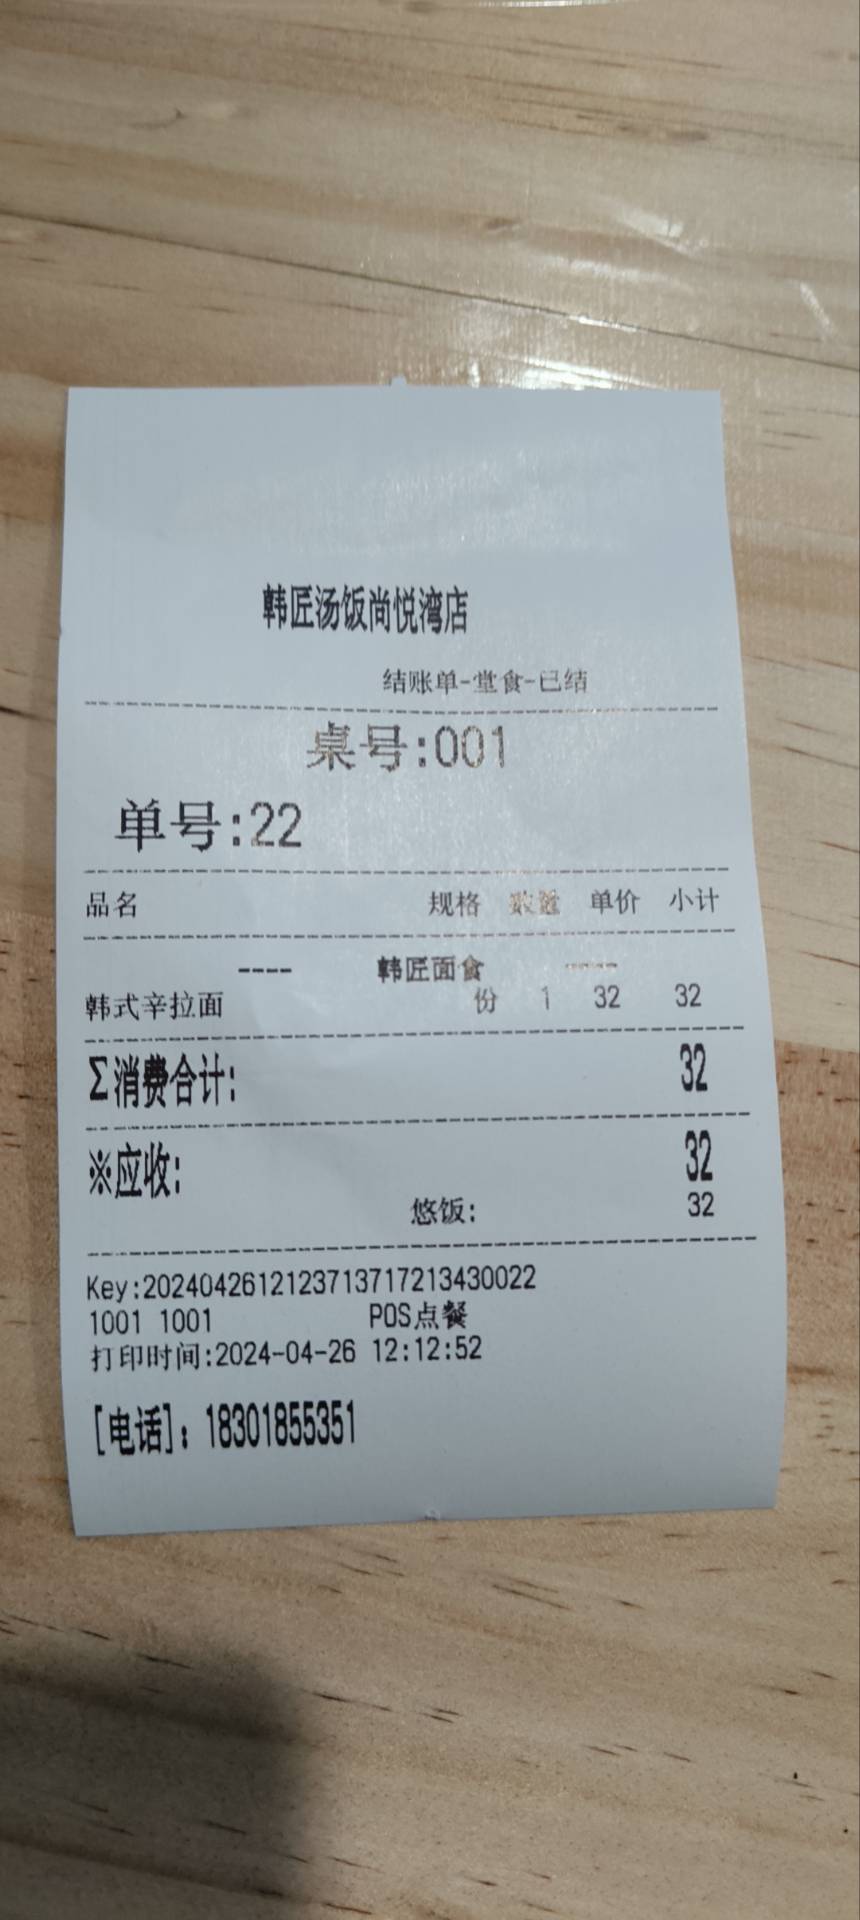 韩匠汤饭尚悦湾店
结账单-堂食-已结
桌号:001
单号:22
品名 规格 数量 单价 小计
---- 韩匠面食 ----
韩式辛拉面 份 1 32 32
Σ消费合计: 32
※应收: 32
悠饭: 32
Key:20240426121237137172134430022
1001 1001 POS点餐
打印时间:2024-04-26 12:12:52
[电话]: 18301855351